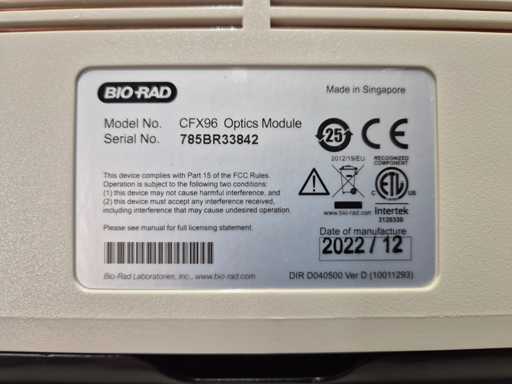 BIO-RAD
Made in Singapore
Model No. CFX96 Optics Module
Serial No. 785BR33842
25
CE
2012/19/EU
RECOGNIZED
COMPONENT
This device complies with Part 15 of the FCC Rules.
Operation is subject to the following two conditions:
(1) this device may not cause harmful interference, and
(2) this device must accept any interference received,
including interference that may cause undesired operation.
ETL
www.bio-rad.com
Intertek
3128330
Please see manual for full licensing statement.
Date of manufacture
2022 / 12
Bio-Rad Laboratories, Inc., www.bio-rad.com
DIR D040500 Ver D (10011293)